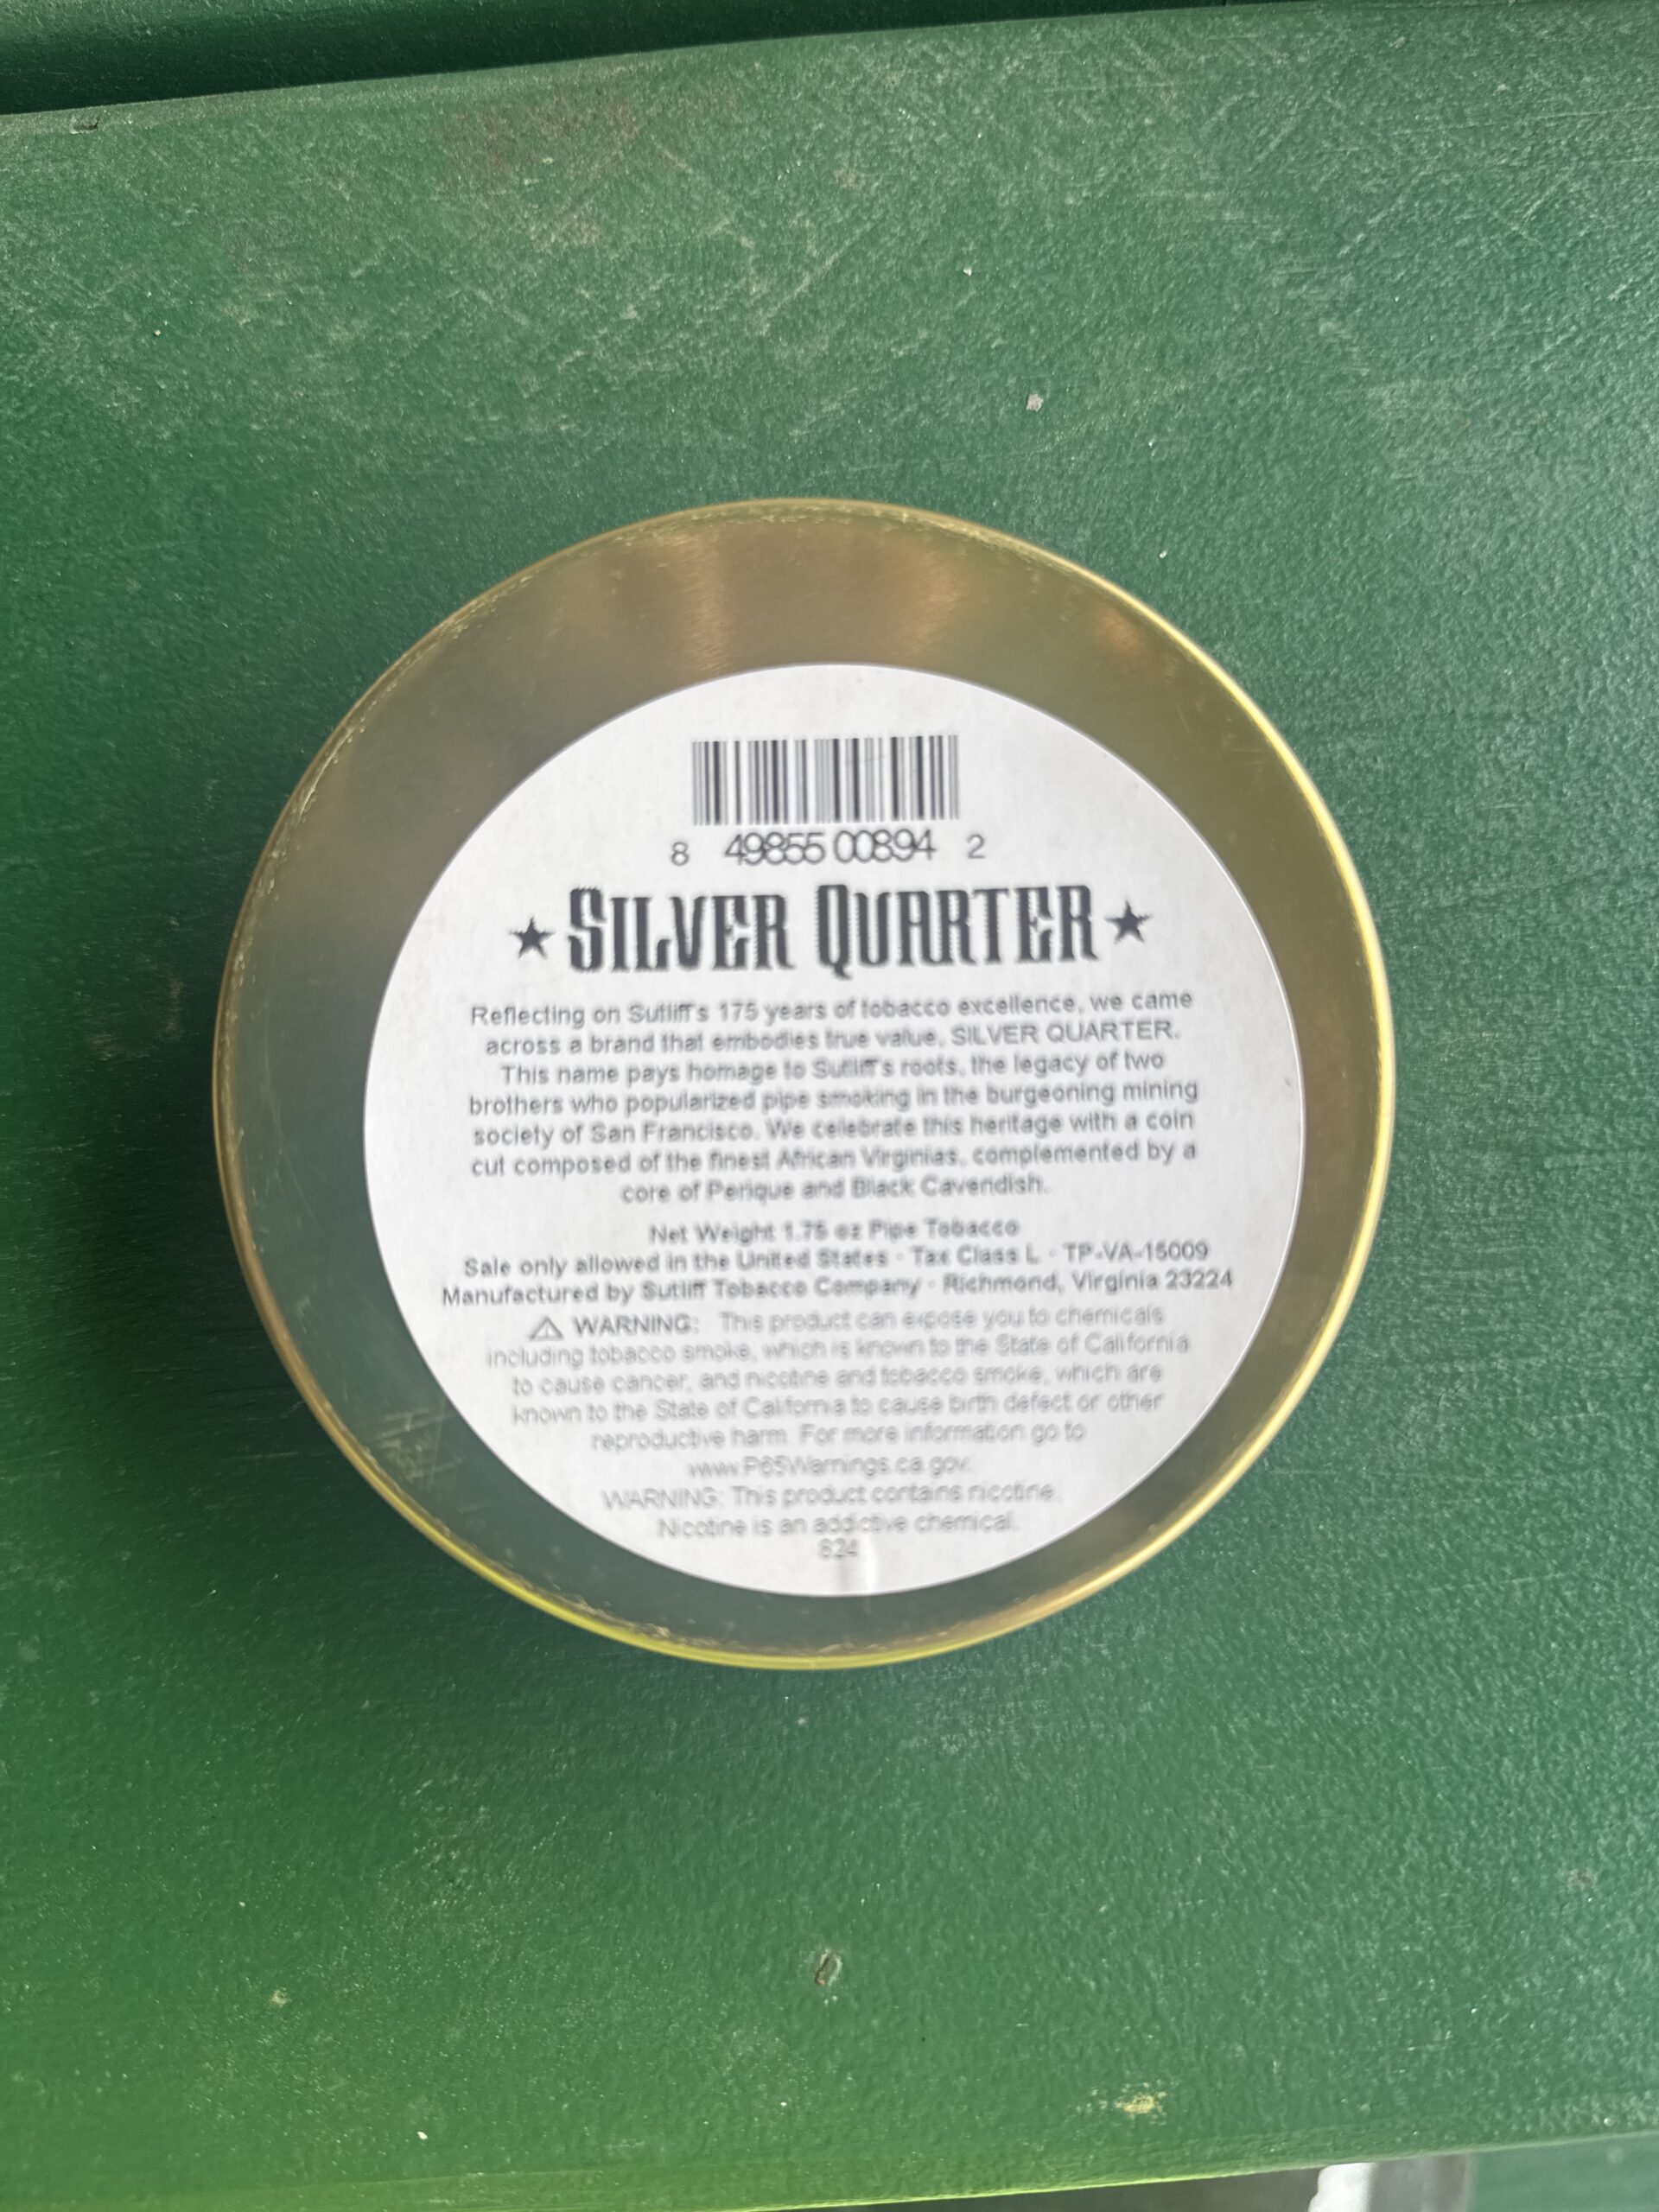 8 49855 00894 2
★ SILVER QUARTER ★
Reflecting on Sutliff's 175 years of tobacco excellence, we came
across a brand that embodies true value, SILVER QUARTER.
This name pays homage to Sutliff's roots, the legacy of two
brothers who popularized pipe smoking in the burgeoning mining
society of San Francisco. We celebrate this heritage with a coin
cut composed of the finest African Virginias, complemented by a
core of Perique and Black Cavendish.
Net Weight 1.75 oz Pipe Tobacco
Sale only allowed in the United States · Tax Class L · TP-VA-15009
Manufactured by Sutliff Tobacco Company · Richmond, Virginia 23224
⚠ WARNING: This product can expose you to chemicals
including tobacco smoke, which is known to the State of California
to cause cancer, and nicotine and tobacco smoke, which are
known to the State of California to cause birth defect or other
reproductive harm. For more information go to
www.P65Warnings.ca.gov.
WARNING: This product contains nicotine.
Nicotine is an addictive chemical.
624